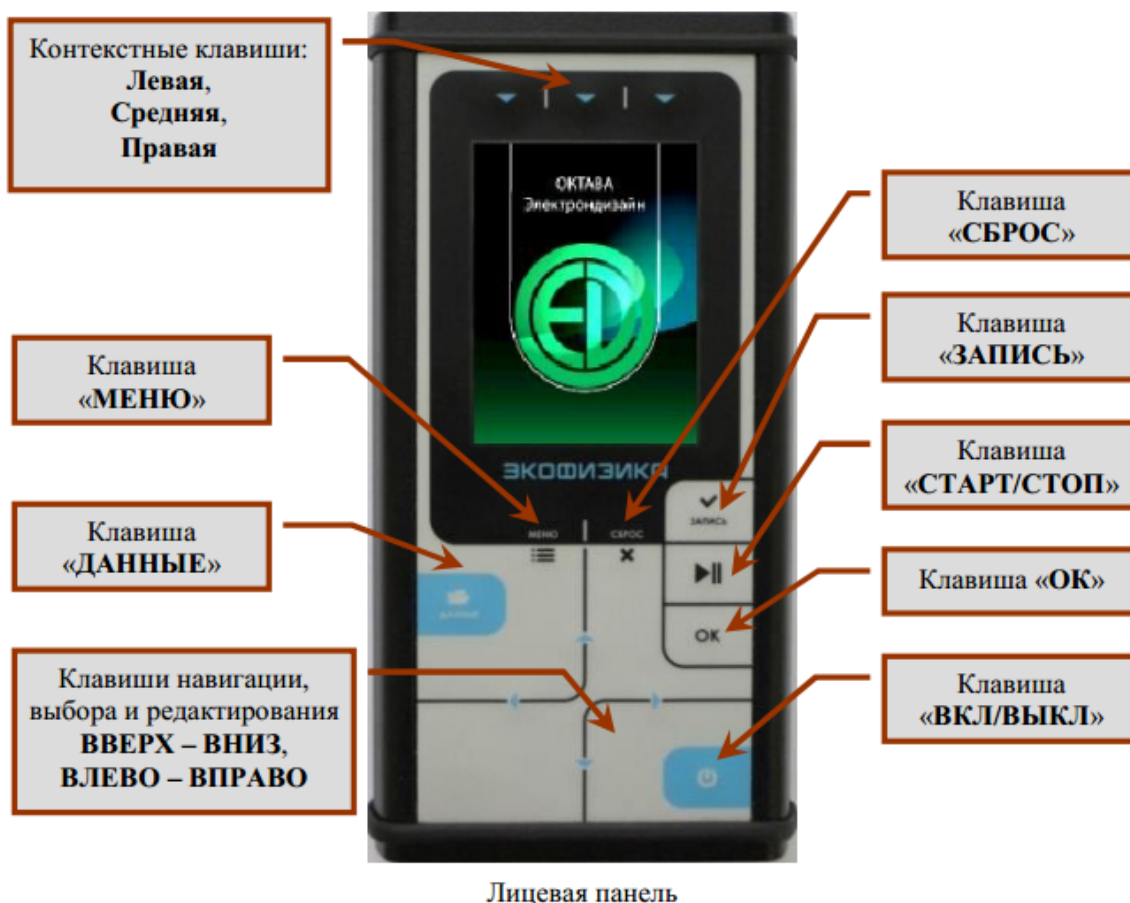 Контекстные клавиши:
Левая,
Средняя,
Правая
ОКТАВА
Электрондизайн
Клавиша
«СБРОС»
Клавиша
«ЗАПИСЬ»
Клавиша
«МЕНЮ»
Клавиша
«СТАРТ/СТОП»
ЭКОФИЗИКА
ЗАПИСЬ
МЕНЮ
СБРОС
Клавиша
«ДАННЫЕ»
ДАННЫЕ
Клавиша «ОК»
OK
Клавиши навигации,
выбора и редактирования
ВВЕРХ – ВНИЗ,
ВЛЕВО – ВПРАВО
Клавиша
«ВКЛ/ВЫКЛ»
Лицевая панель